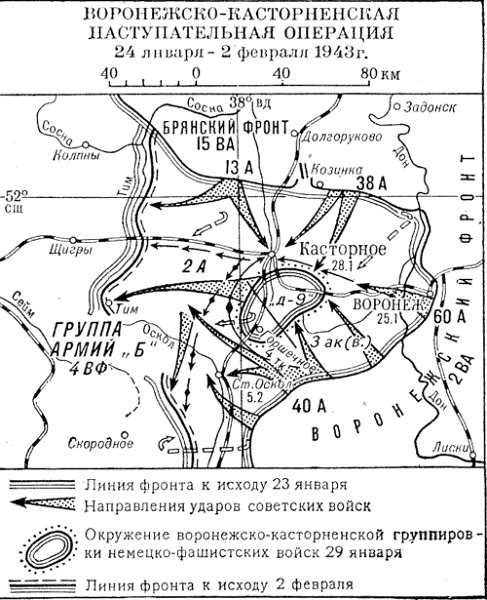 ВОРОНЕЖСКО-КАСТОРНЕНСКАЯ
НАСТУПАТЕЛЬНАЯ ОПЕРАЦИЯ
24 января - 2 февраля 1943г.
40 0 40 80 км
Сосна
38° вд
Задонск
БРЯНСКИЙ ФРОНТ
15 ВА
Долгоруково
Дон
Сосна
Колпны
13 А
Козинка
38 А
Тим
-52°
сш
Щигры
Касторное
28.1
2 А
ВОРОНЕЖ
25.1
60 А
„Д-9"
Сейм
Тим
ГРУППА
АРМИЙ „Б"
4 ВФ
Оскол
Горшечное
4 тк
3 ак (в.)
Ст. Оскол
5.2
40 А
2 ВА
Дон
ВОРОНЕЖСКИЙ ФРОНТ
Скородное
Лиски
Линия фронта к исходу 23 января
Направления ударов советских войск
Окружение воронежско-касторненской группиров-
ки немецко-фашистских войск 29 января
Линия фронта к исходу 2 февраля